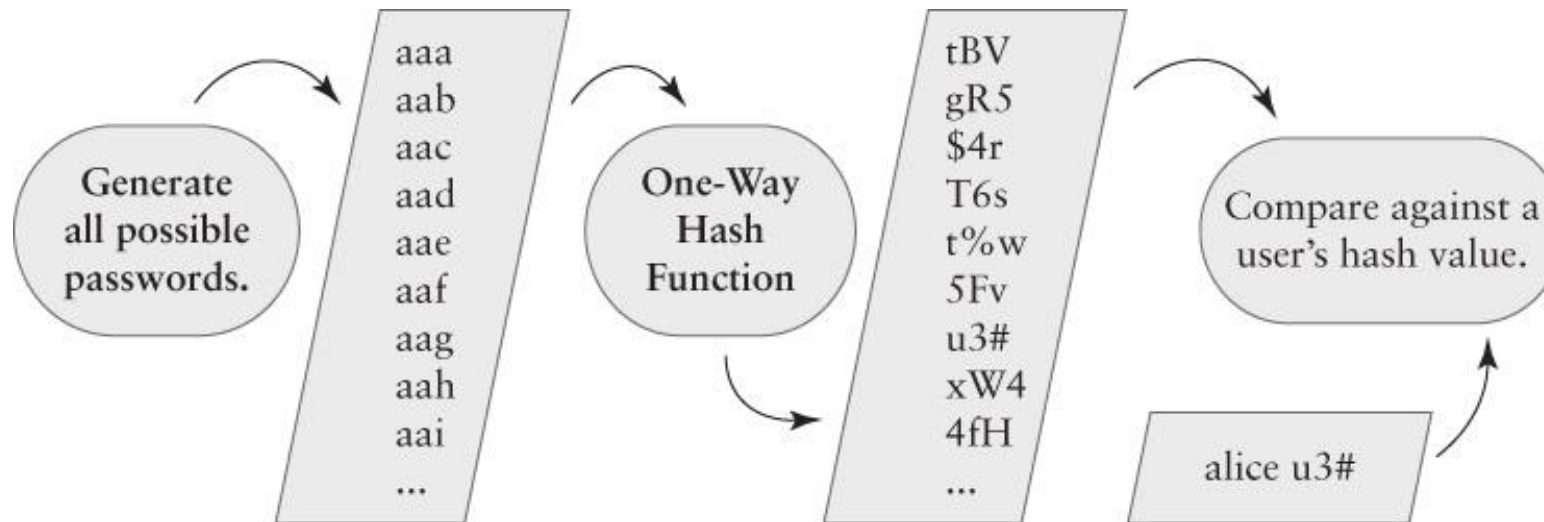 Generate
all possible
passwords.
aaa
aab
aac
aad
aae
aaf
aag
aah
aai
...
One-Way
Hash
Function
tBV
gR5
$4r
T6s
t%w
5Fv
u3#
xW4
4fH
...
Compare against a
user's hash value.
alice u3#